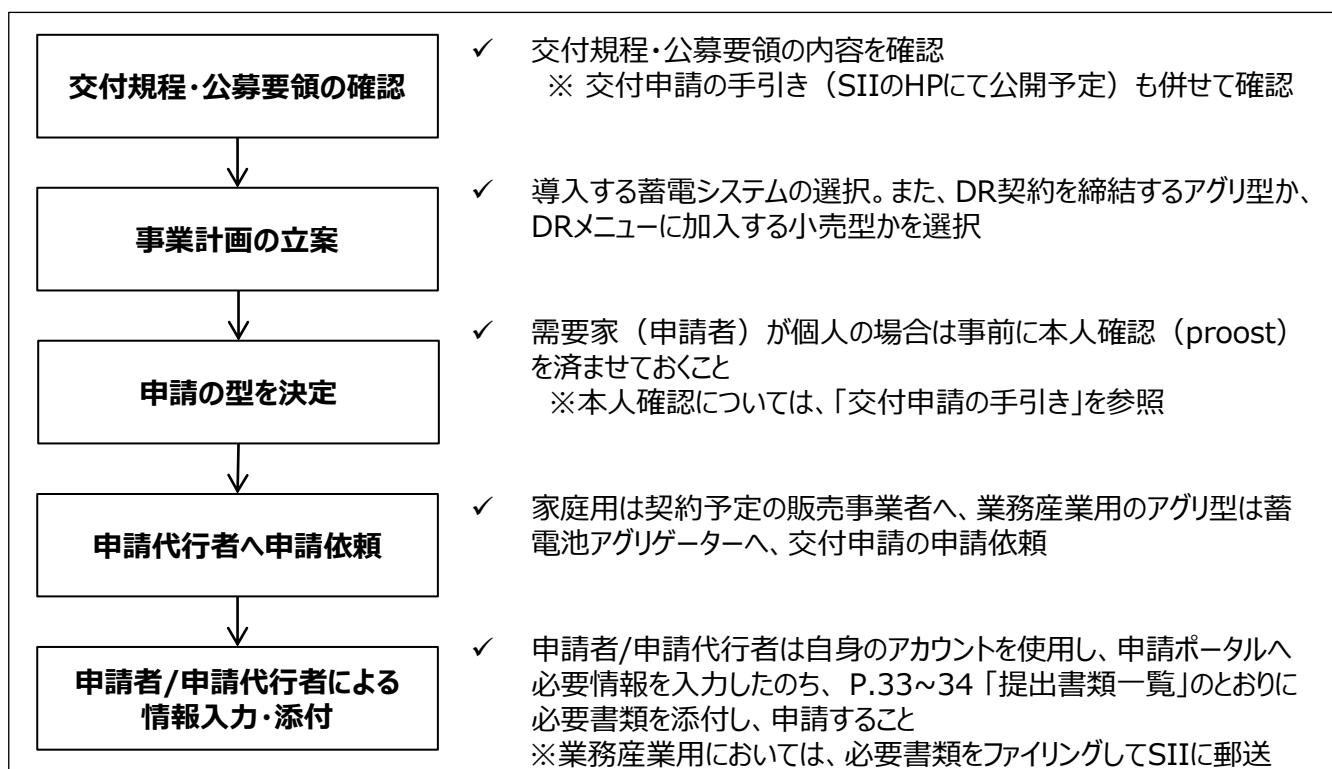 交付規程・公募要領の確認
✓ 交付規程・公募要領の内容を確認
※ 交付申請の手引き（SIIのHPにて公開予定）も併せて確認
事業計画の立案
✓ 導入する蓄電システムの選択。また、DR契約を締結するアグリ型か、
DRメニューに加入する小売型かを選択
申請の型を決定
✓ 需要家（申請者）が個人の場合は事前に本人確認（proost）
を済ませておくこと
※本人確認については、「交付申請の手引き」を参照
申請代行者へ申請依頼
✓ 家庭用は契約予定の販売事業者へ、業務産業用のアグリ型は蓄
電池アグリゲーターへ、交付申請の申請依頼
申請者/申請代行者による
情報入力・添付
✓ 申請者/申請代行者は自身のアカウントを使用し、申請ポータルへ
必要情報を入力したのち、 P.33~34「提出書類一覧」のとおりに
必要書類を添付し、申請すること
※業務産業用においては、必要書類をファイリングしてSIIに郵送